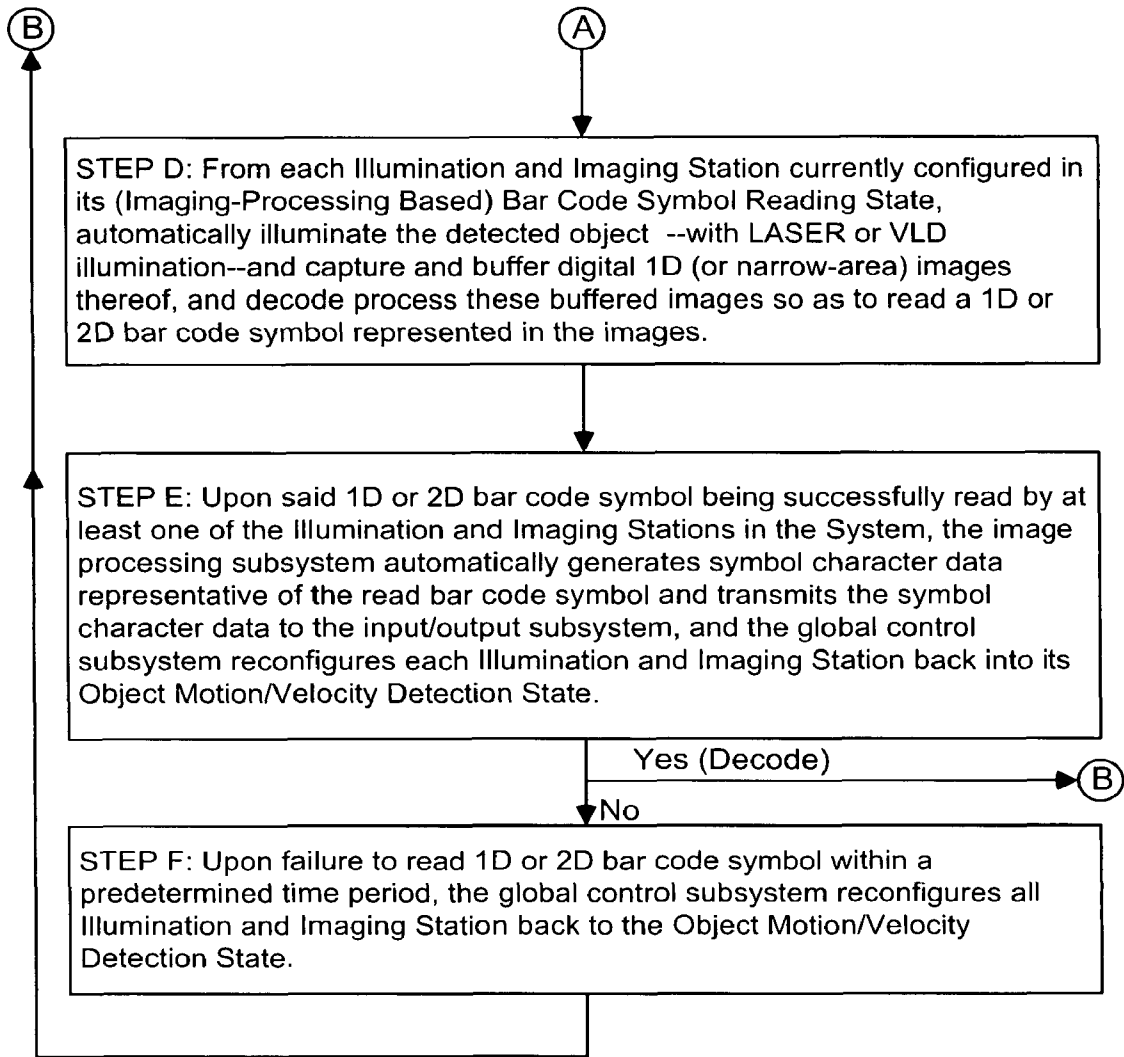 B
A
STEP D: From each Illumination and Imaging Station currently configured in
its (Imaging-Processing Based) Bar Code Symbol Reading State,
automatically illuminate the detected object --with LASER or VLD
illumination--and capture and buffer digital 1D (or narrow-area) images
thereof, and decode process these buffered images so as to read a 1D or
2D bar code symbol represented in the images.
STEP E: Upon said 1D or 2D bar code symbol being successfully read by at
least one of the Illumination and Imaging Stations in the System, the image
processing subsystem automatically generates symbol character data
representative of the read bar code symbol and transmits the symbol
character data to the input/output subsystem, and the global control
subsystem reconfigures each Illumination and Imaging Station back into its
Object Motion/Velocity Detection State.
Yes (Decode)
B
No
STEP F: Upon failure to read 1D or 2D bar code symbol within a
predetermined time period, the global control subsystem reconfigures all
Illumination and Imaging Station back to the Object Motion/Velocity
Detection State.